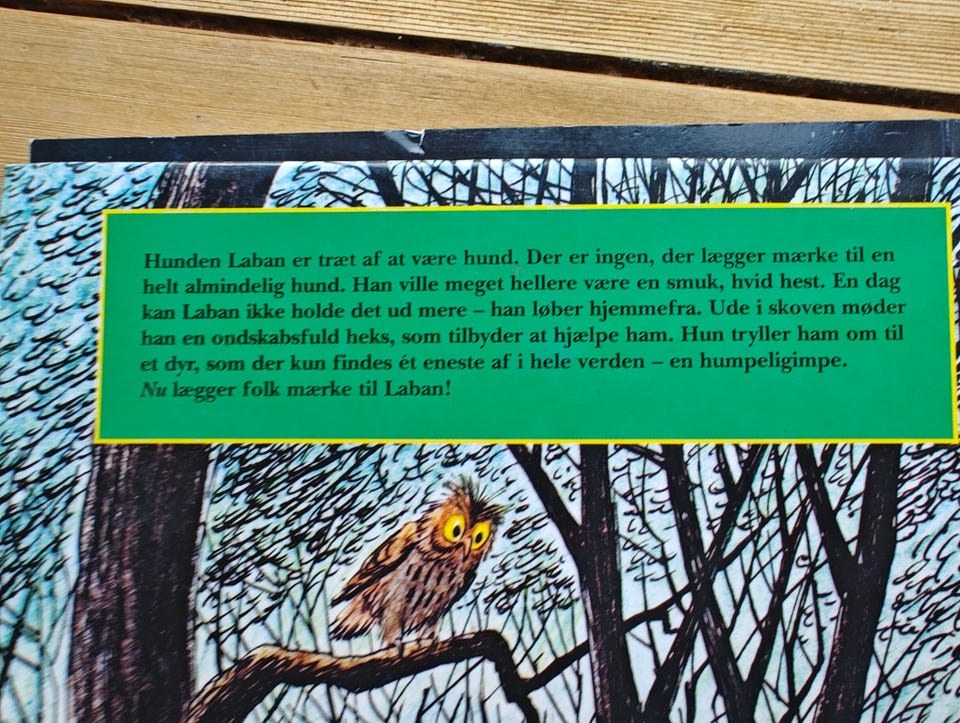 Hunden Laban er træt af at være hund. Der er ingen, der lægger mærke til en
helt almindelig hund. Han ville meget hellere være en smuk, hvid hest. En dag
kan Laban ikke holde det ud mere – han løber hjemmefra. Ude i skoven møder
han en ondskabsfuld heks, som tilbyder at hjælpe ham. Hun tryller ham om til
et dyr, som der kun findes ét eneste af i hele verden – en humpeligimpe.
Nu lægger folk mærke til Laban!